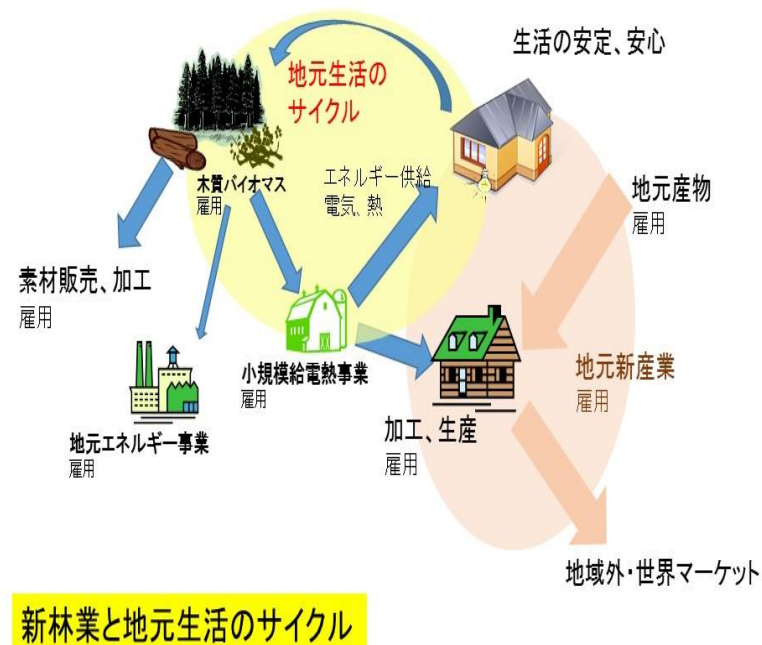 生活の安定、安心
地元生活の
サイクル
木質バイオマス
雇用
エネルギー供給
電気、熱
地元産物
雇用
素材販売、加工
雇用
小規模給電熱事業
雇用
地元新産業
雇用
地元エネルギー事業
雇用
加工、生産
雇用
地域外・世界マーケット
新林業と地元生活のサイクル